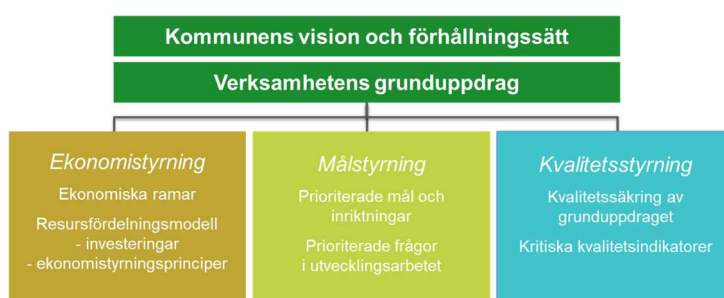 Kommunens vision och förhållningssätt
Verksamhetens grunduppdrag
Ekonomistyrning
Ekonomiska ramar
Resursfördelningsmodell
- investeringar
- ekonomistyrningsprinciper
Målstyrning
Prioriterade mål och
inriktningar
Prioriterade frågor
i utvecklingsarbetet
Kvalitetsstyrning
Kvalitetssäkring av
grunduppdraget
Kritiska kvalitetsindikatorer